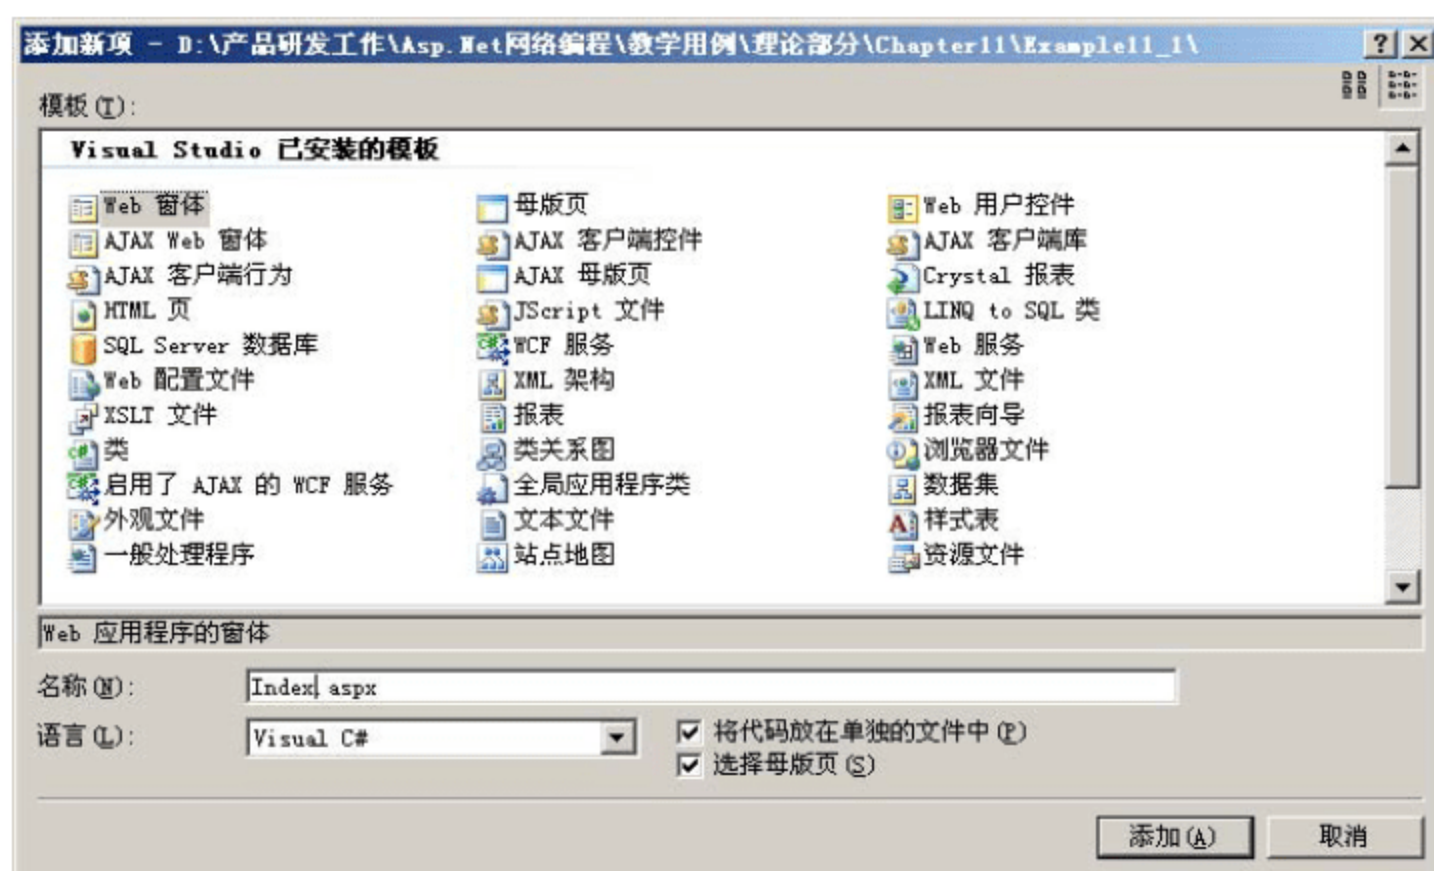 添加新项 - D:\产品研发工作\Asp.Net网络编程\教学用例\理论部分\Chapter11\Example11_1\
模板(T):
Visual Studio 已安装的模板
Web 窗体 母版页 Web 用户控件
AJAX Web 窗体 AJAX 客户端控件 AJAX 客户端库
AJAX 客户端行为 AJAX 母版页 Crystal 报表
HTML 页 JScript 文件 LINQ to SQL 类
SQL Server 数据库 WCF 服务 Web 服务
Web 配置文件 XML 架构 XML 文件
XSLT 文件 报表 报表向导
类 类关系图 浏览器文件
启用了 AJAX 的 WCF 服务 全局应用程序类 数据集
外观文件 文本文件 样式表
一般处理程序 站点地图 资源文件
Web 应用程序的窗体
名称(N): Index.aspx
语言(L): Visual C# 将代码放在单独的文件中(P)
选择母版页(S)
添加(A) 取消